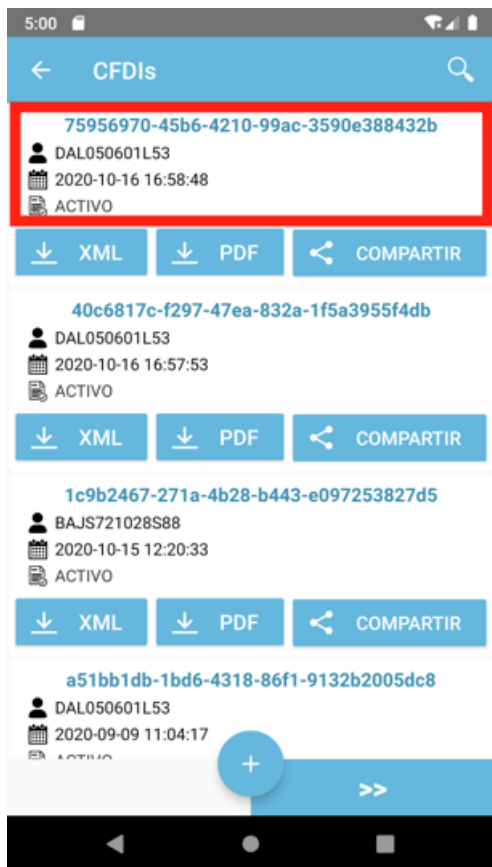 5:00
CFDIs
75956970-45b6-4210-99ac-3590e388432b
DAL050601L53
2020-10-16 16:58:48
ACTIVO
XML PDF COMPARTIR
40c6817c-f297-47ea-832a-1f5a3955f4db
DAL050601L53
2020-10-16 16:57:53
ACTIVO
XML PDF COMPARTIR
1c9b2467-271a-4b28-b443-e097253827d5
BAJS721028S88
2020-10-15 12:20:33
ACTIVO
XML PDF COMPARTIR
a51bb1db-1bd6-4318-86f1-9132b2005dc8
DAL050601L53
2020-09-09 11:04:17
+
>>